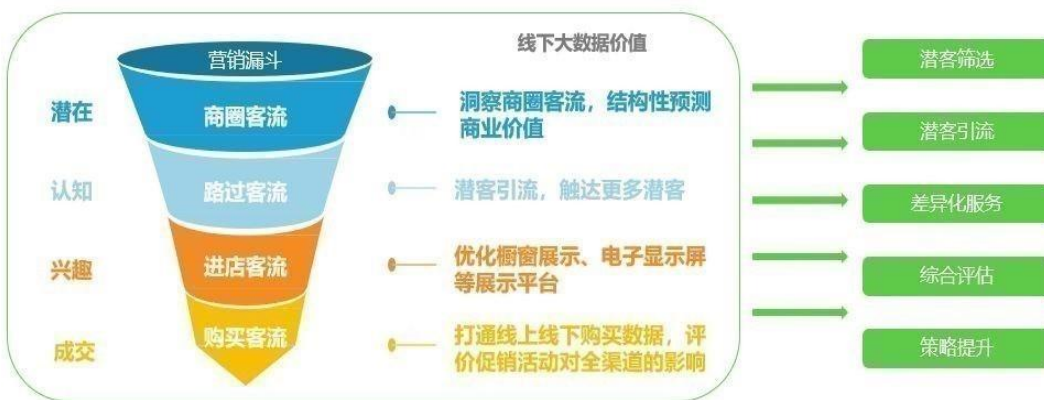 营销漏斗
线下大数据价值
潜在
商圈客流
洞察商圈客流，结构性预测
商业价值
认知
路过客流
潜客引流，触达更多潜客
兴趣
进店客流
优化橱窗展示、电子显示屏
等展示平台
成交
购买客流
打通线上线下购买数据，评
价促销活动对全渠道的影响
潜客筛选
潜客引流
差异化服务
综合评估
策略提升